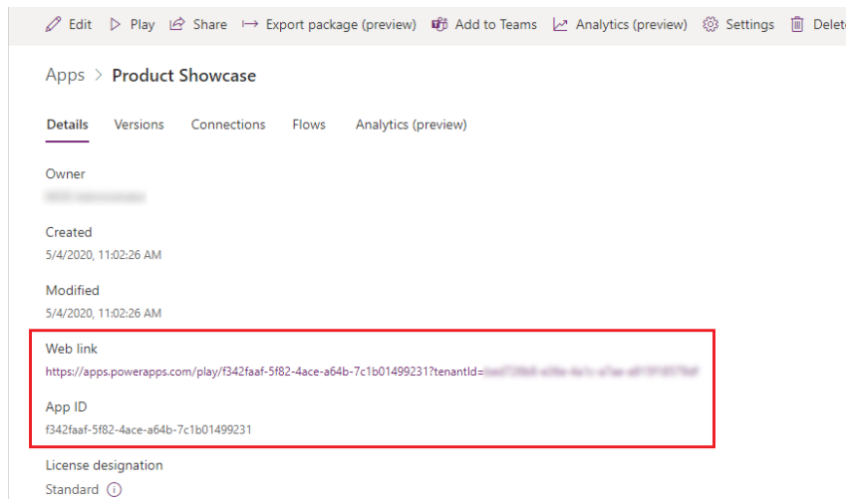 Edit Play Share Export package (preview) Add to Teams Analytics (preview) Settings Delet
Apps > Product Showcase
Details Versions Connections Flows Analytics (preview)
Owner
Created
5/4/2020, 11:02:26 AM
Modified
5/4/2020, 11:02:26 AM
Web link
https://apps.powerapps.com/play/f342faaf-5f82-4ace-a64b-7c1b01499231?tenantId=
App ID
f342faaf-5f82-4ace-a64b-7c1b01499231
License designation
Standard